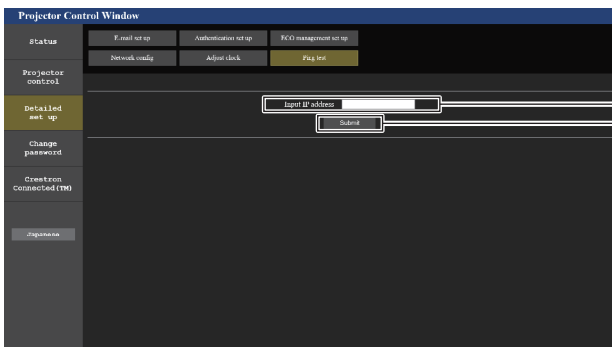 Projector Control Window
Status
E-mail set up
Authentication set up
ECO management set up
Network config
Adjust clock
Ping test
Projector
control
Detailed
set up
Input IP address
Submit
Change
password
Crestron
Connected(TM)
Japanese